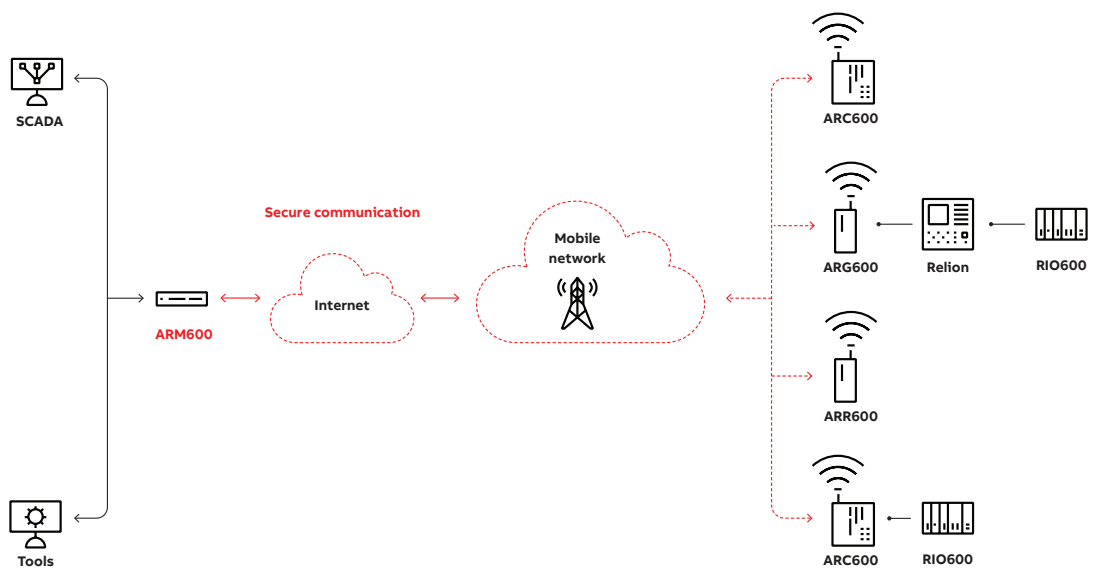 SCADA
Tools
ARM600
Secure communication
Internet
Mobile
network
ARC600
ARG600
Relion
RIO600
ARR600
ARC600
RIO600